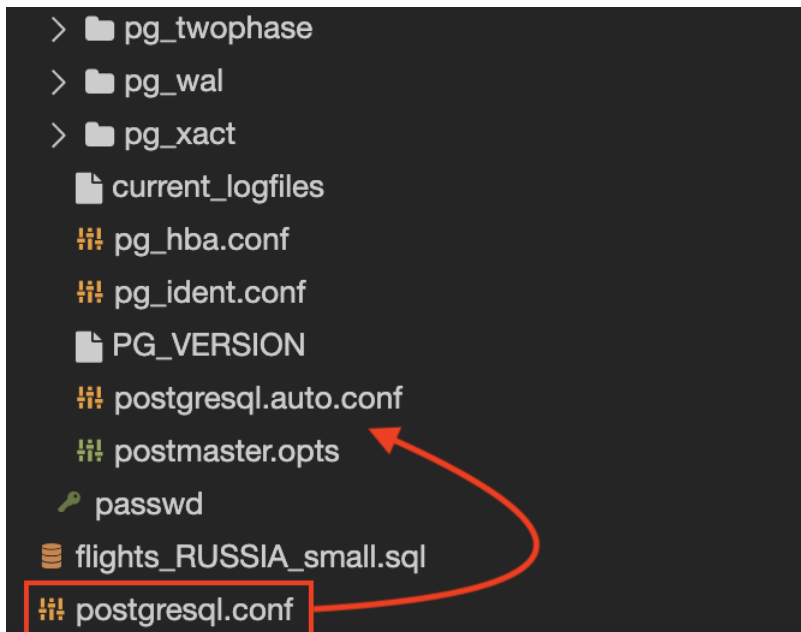 pg_twophase
pg_wal
pg_xact
current_logfiles
pg_hba.conf
pg_ident.conf
PG_VERSION
postgresql.auto.conf
postmaster.opts
passwd
flights_RUSSIA_small.sql
postgresql.conf